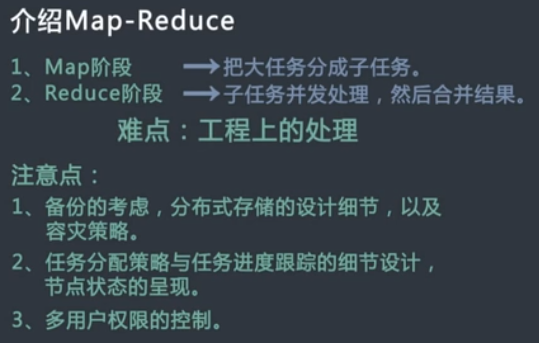 介绍Map-Reduce
1、Map阶段 → 把大任务分成子任务。
2、Reduce阶段 → 子任务并发处理，然后合并结果。
难点：工程上的处理
注意点：
1、备份的考虑，分布式存储的设计细节，以及
容灾策略。
2、任务分配策略与任务进度跟踪的细节设计，
节点状态的呈现。
3、多用户权限的控制。